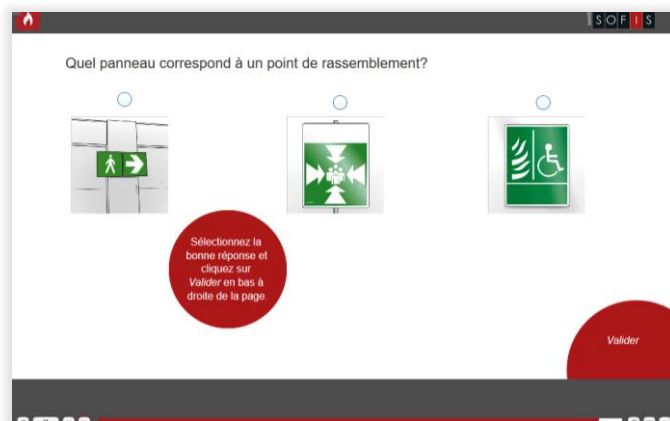 SOFIS
Quel panneau correspond à un point de rassemblement?
Sélectionnez la
bonne réponse et
cliquez sur
Valider en bas à
droite de la page.
Valider